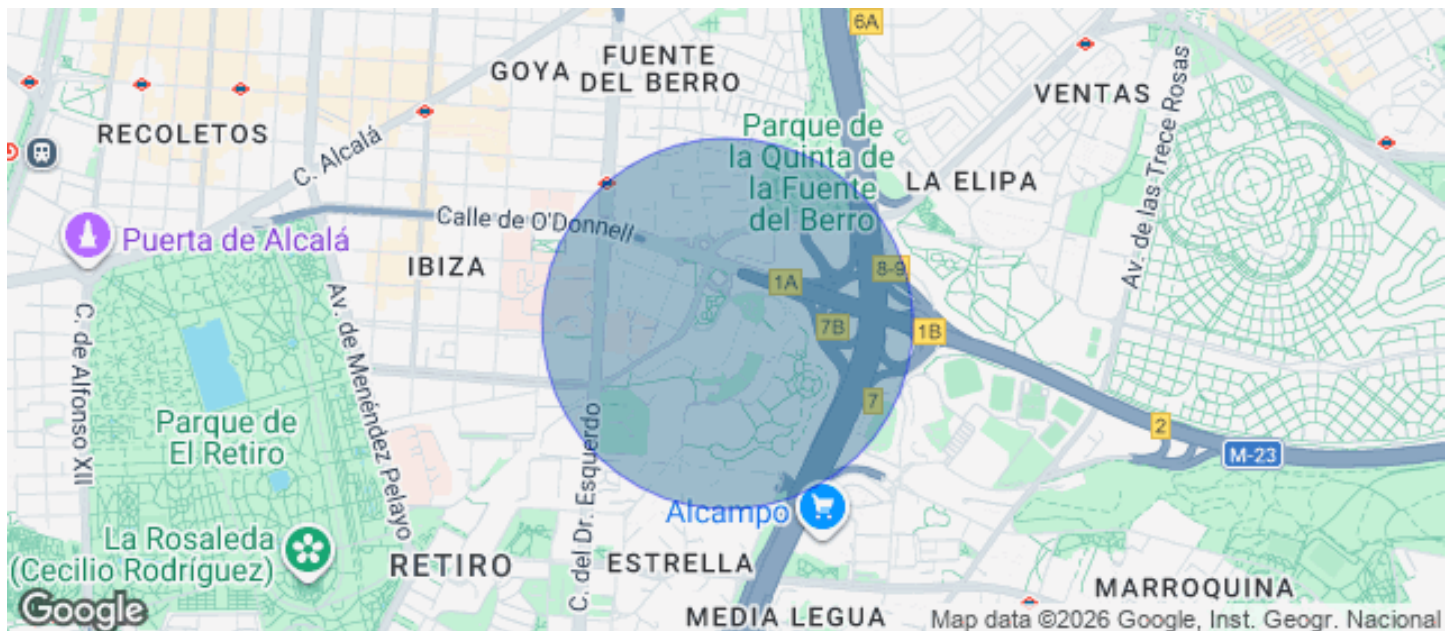 6A
FUENTE
DEL BERRO
GOYA
VENTAS
RECOLETOS
C. Alcalá
Parque de
la Quinta de
la Fuente
del Berro
LA ELIPA
Av. de las Trece Rosas
Calle de O'Donnell
Puerta de Alcalá
IBIZA
8-9
1A
7B
1B
C. de Alfonso XII
Av. de Menéndez Pelayo
Parque de
El Retiro
7
2
M-23
C. del Dr. Esquerdo
Alcampo
La Rosaleda
(Cecilio Rodríguez)
RETIRO
ESTRELLA
MARROQUINA
MEDIA LEGUA
Google
Map data ©2026 Google, Inst. Geogr. Nacional